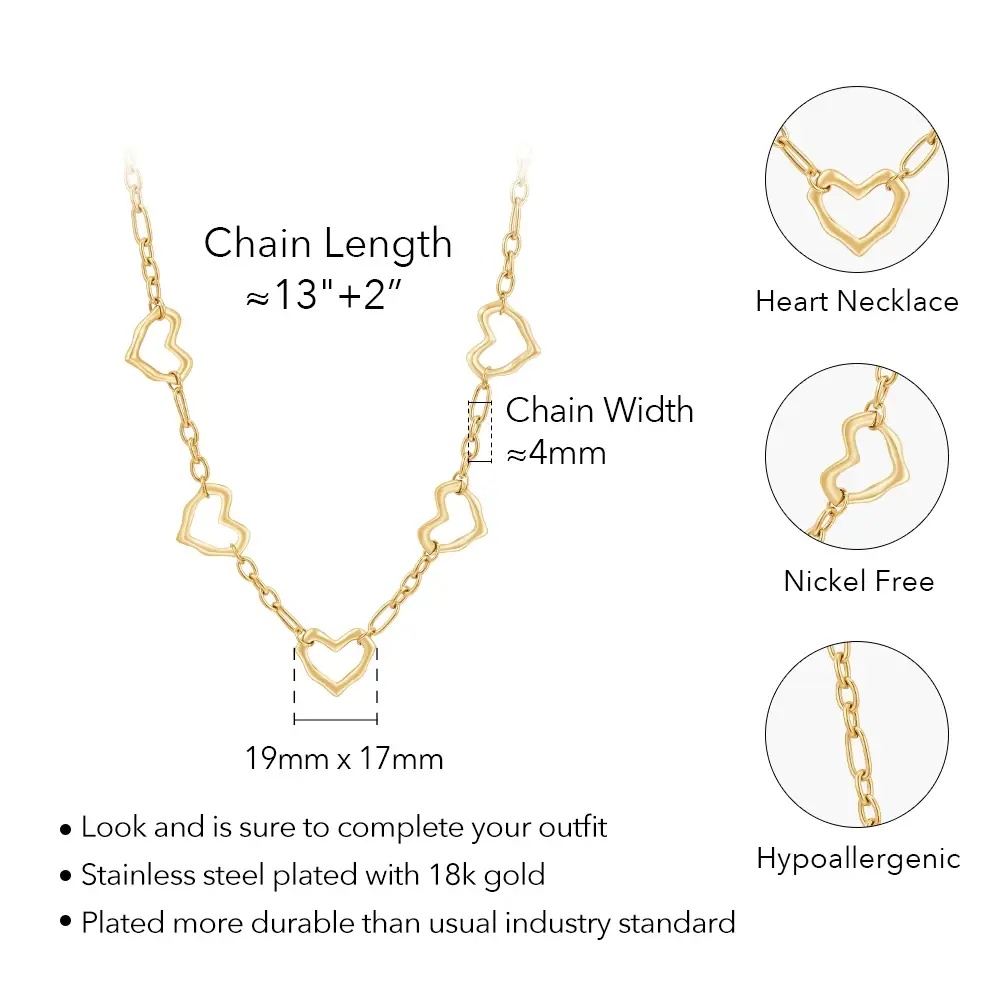 Chain Length
≈13"+2”
Heart Necklace
Chain Width
≈4mm
Nickel Free
19mm x 17mm
Hypoallergenic
• Look and is sure to complete your outfit
• Stainless steel plated with 18k gold
• Plated more durable than usual industry standard